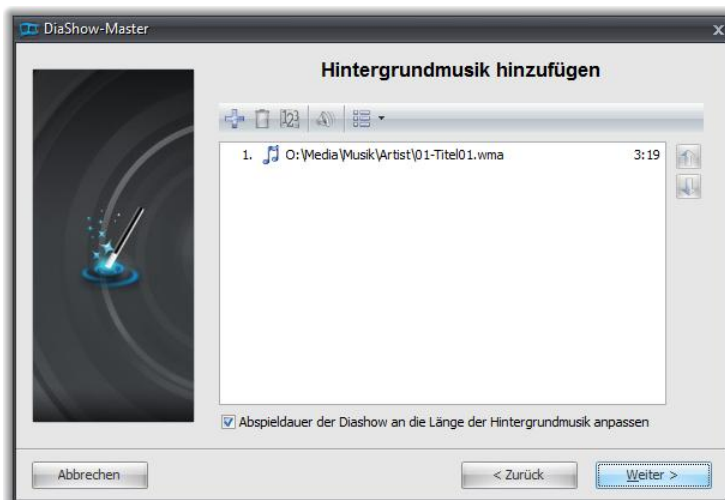 DiaShow-Master
Hintergrundmusik hinzufügen
123
1. O:\Media\Musik\Artist\01-Titel01.wma 3:19
Abspieldauer der Diashow an die Länge der Hintergrundmusik anpassen
Abbrechen < Zurück Weiter >